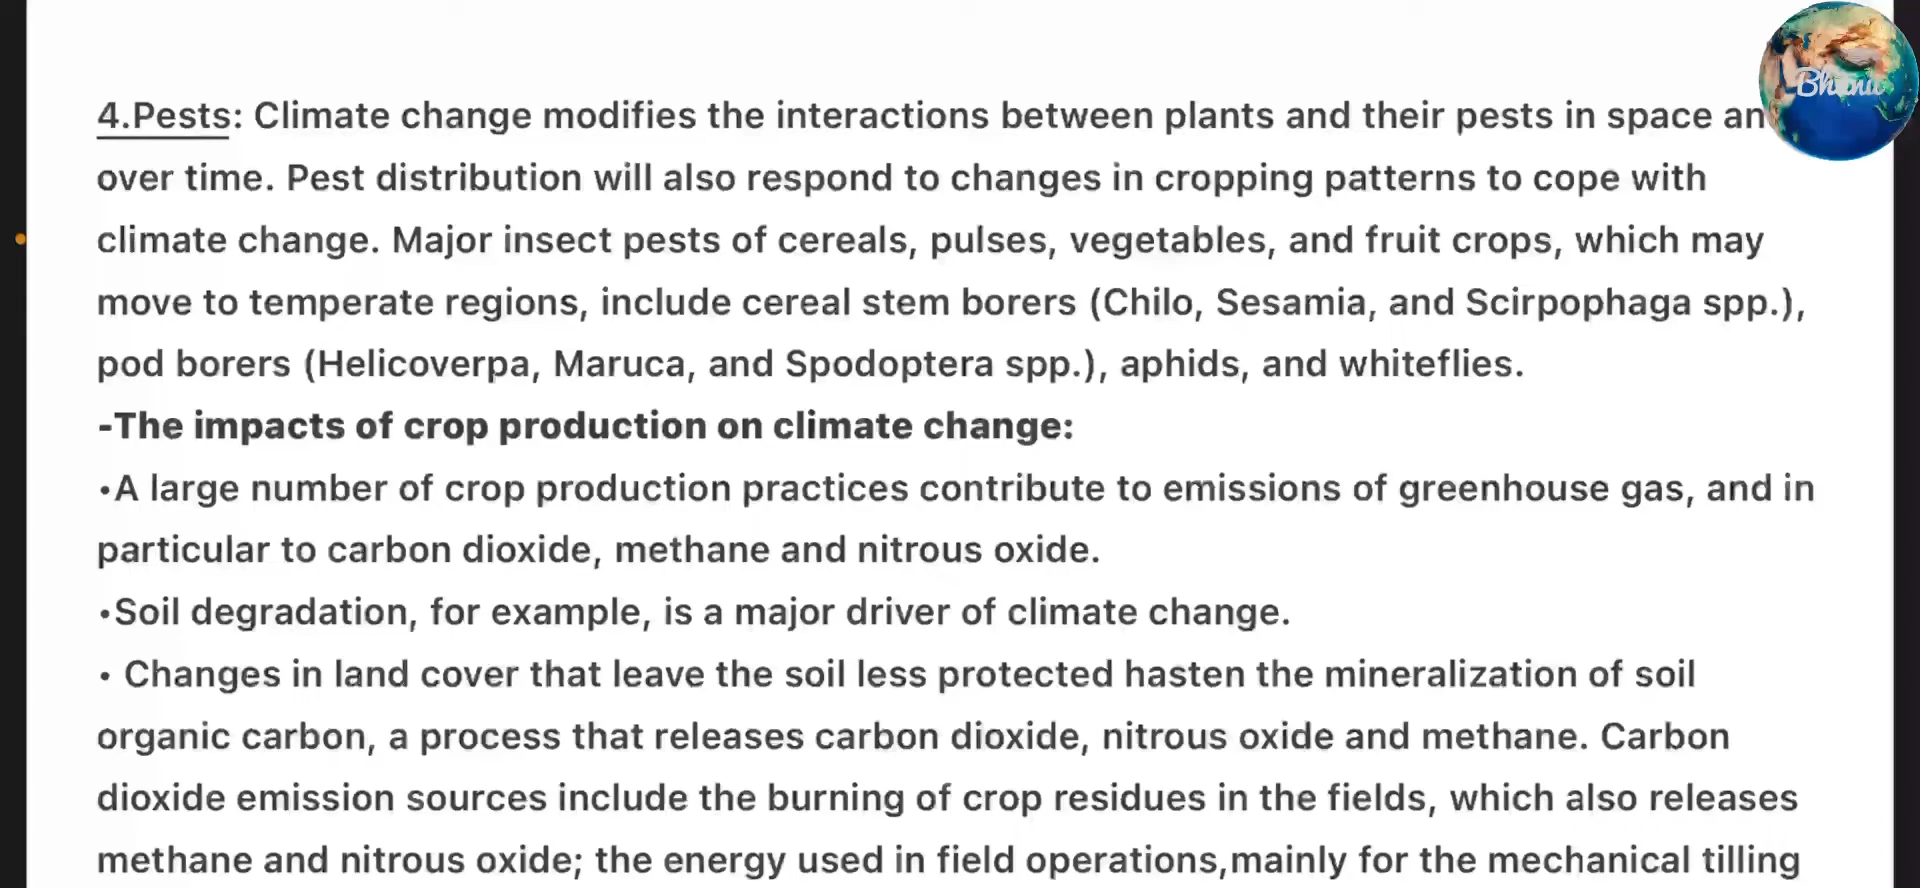 4.Pests: Climate change modifies the interactions between plants and their pests in space an
over time. Pest distribution will also respond to changes in cropping patterns to cope with
climate change. Major insect pests of cereals, pulses, vegetables, and fruit crops, which may
move to temperate regions, include cereal stem borers (Chilo, Sesamia, and Scirpophaga spp.),
pod borers (Helicoverpa, Maruca, and Spodoptera spp.), aphids, and whiteflies.
-The impacts of crop production on climate change:
•A large number of crop production practices contribute to emissions of greenhouse gas, and in
particular to carbon dioxide, methane and nitrous oxide.
•Soil degradation, for example, is a major driver of climate change.
• Changes in land cover that leave the soil less protected hasten the mineralization of soil
organic carbon, a process that releases carbon dioxide, nitrous oxide and methane. Carbon
dioxide emission sources include the burning of crop residues in the fields, which also releases
methane and nitrous oxide; the energy used in field operations,mainly for the mechanical tilling